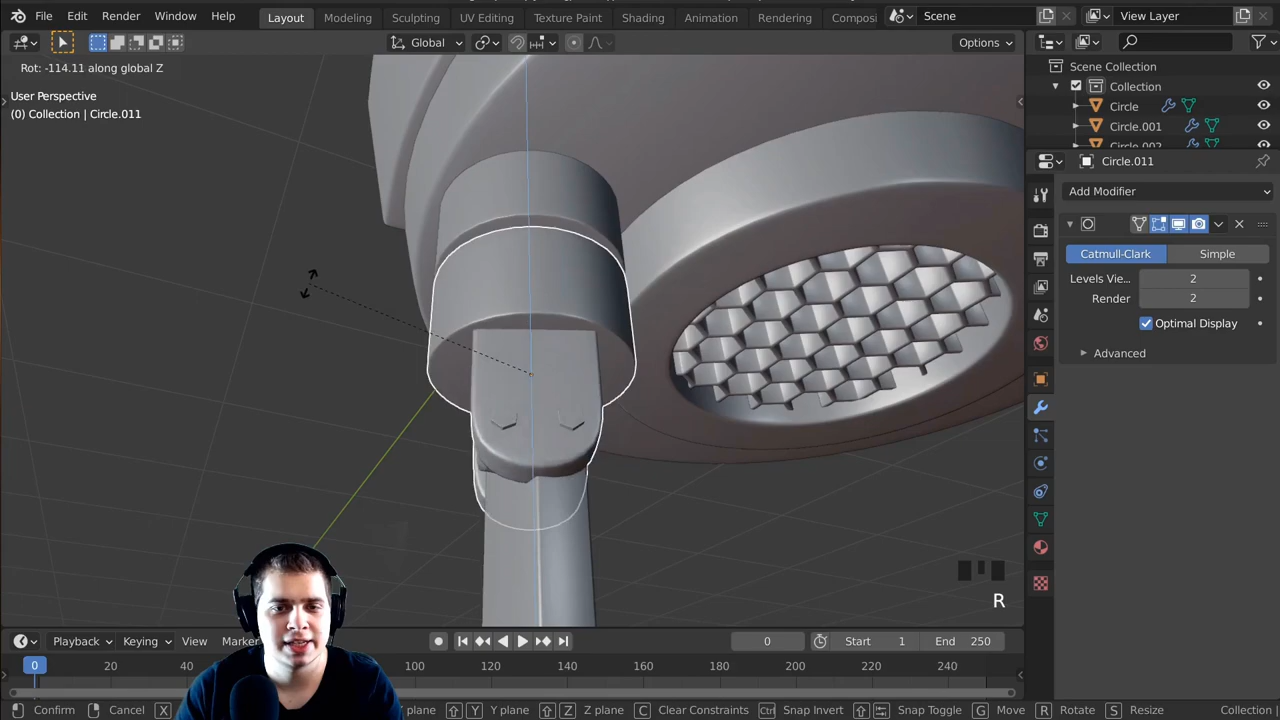 File Edit Render Window Help Layout Modeling Sculpting UV Editing Texture Paint Shading Animation Rendering Composi Scene View Layer
Global Options
Rot: -114.11 along global Z
User Perspective
(0) Collection | Circle.011
Scene Collection
Collection
Circle
Circle.001
Circle.002
Circle.011
Add Modifier
Catmull-Clark Simple
Levels Vie... 2
Render 2
Optimal Display
Advanced
R
Playback Keying View Marker 0 Start 1 End 250
0 20 40 100 120 140 160 180 200 220 240
Confirm Cancel X plane Y Y plane Z Z plane C Clear Constraints Ctrl Snap Invert Snap Toggle G Move R Rotate S Resize Collection |